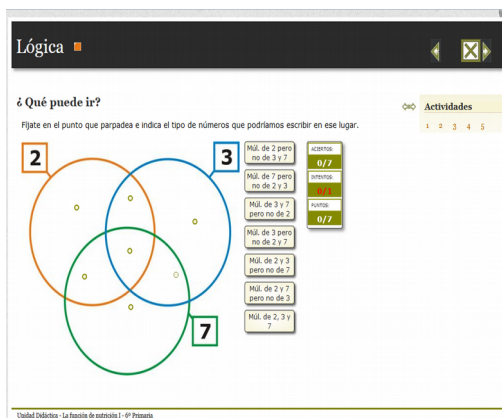 Lógica
¿ Qué puede ir?
Fíjate en el punto que parpadea e indica el tipo de números que podríamos escribir en ese lugar.
Actividades
1 2 3 4 5
2
3
7
Múl. de 2 pero
no de 3 y 7
Múl. de 7 pero
no de 2 y 3
Múl. de 3 y 7
pero no de 2
Múl. de 3 pero
no de 2 y 7
Múl. de 2 y 3
pero no de 7
Múl. de 2 y 7
pero no de 3
Múl. de 2, 3 y
7
ACIERTOS:
0/7
INTENTOS:
0/1
PUNTOS:
0/7
Unidad Didáctica - La función de nutrición I - 6º Primaria